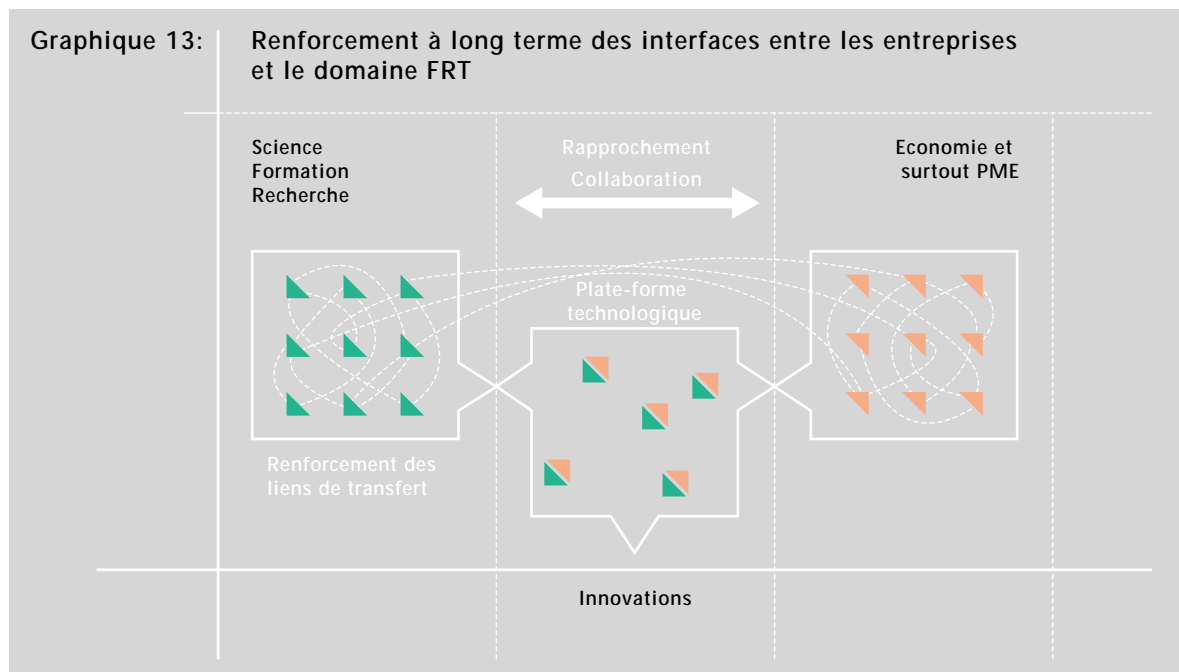 Graphique 13:
Renforcement à long terme des interfaces entre les entreprises
et le domaine FRT
Science
Formation
Recherche
Rapprochement
Collaboration
Economie et
surtout PME
Plate-forme
technologique
Renforcement des
liens de transfert
Innovations